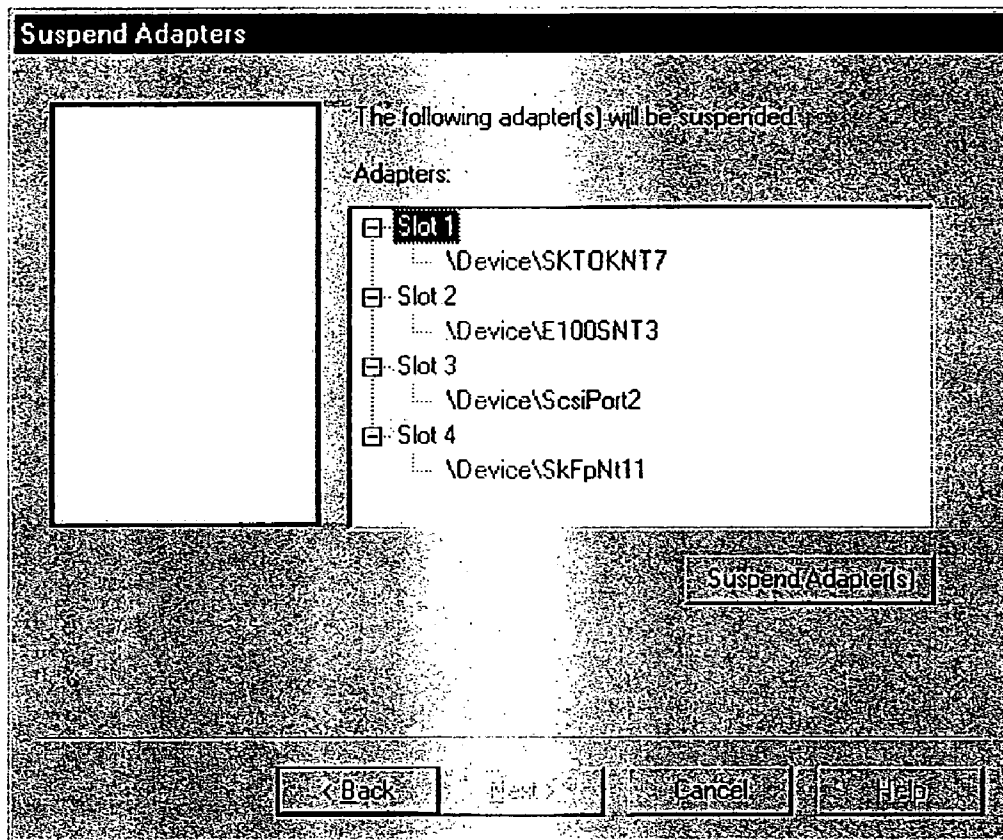 Suspend Adapters
The following adapter(s) will be suspended.
Adapters:
Slot 1
\Device\SKTOKNT7
Slot 2
\Device\E100SNT3
Slot 3
\Device\ScsiPort2
Slot 4
\Device\SkFpNt11
Suspend Adapter(s)
< Back
Next >
Cancel
Help